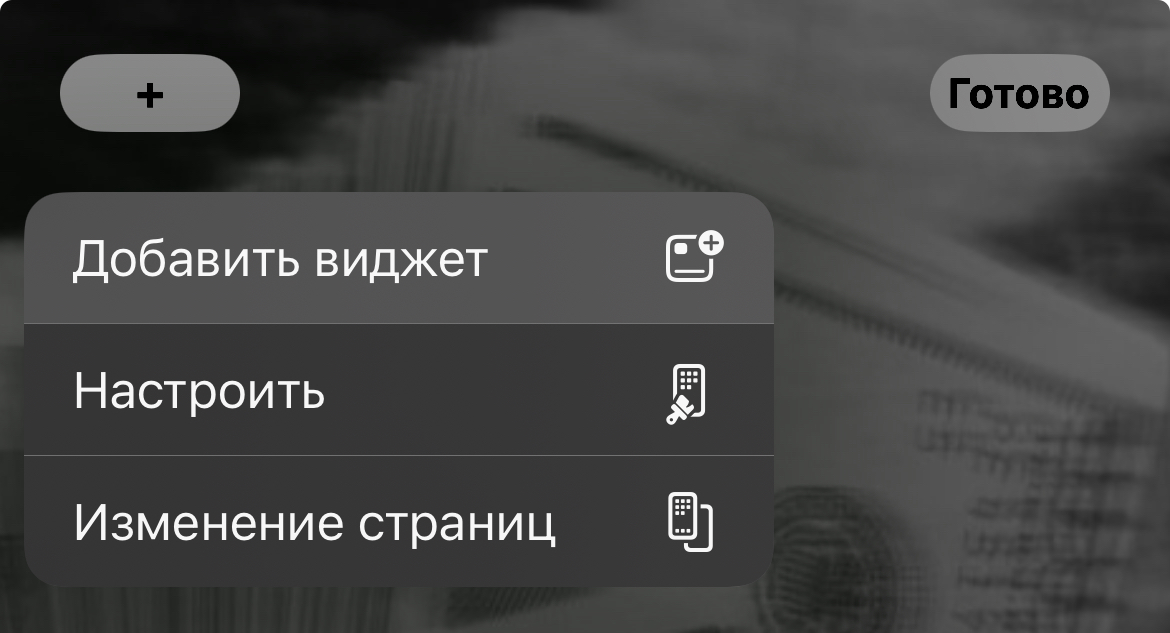 +
Готово
Добавить виджет
Настроить
Изменение страниц